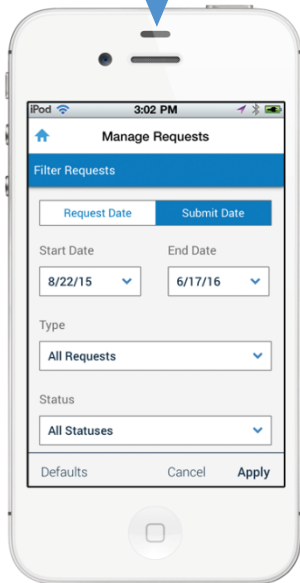 iPod 3:02 PM
Manage Requests
Filter Requests
Request Date Submit Date
Start Date End Date
8/22/15 6/17/16
Type
All Requests
Status
All Statuses
Defaults Cancel Apply